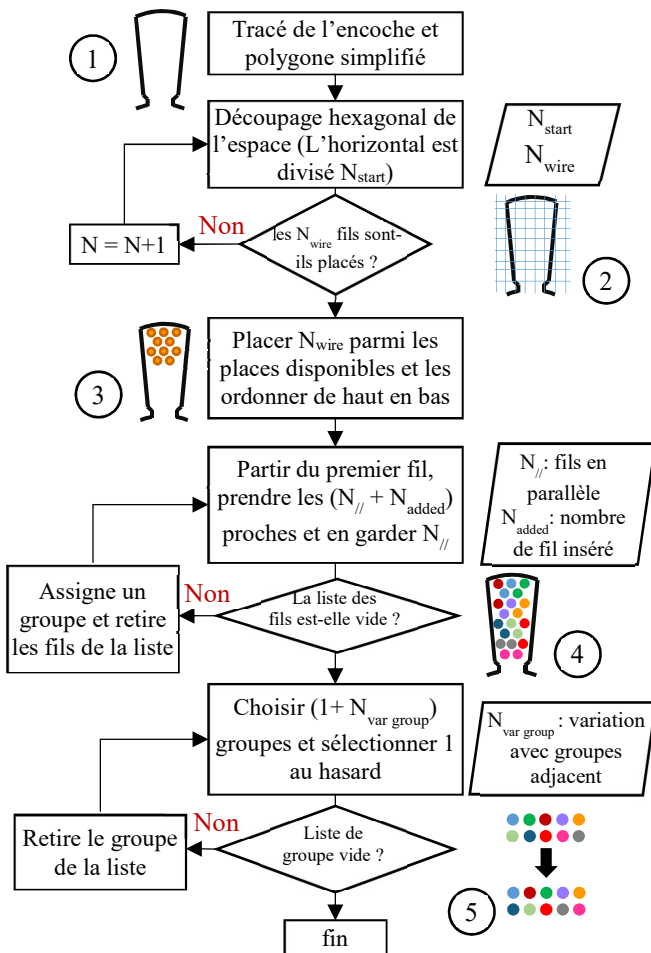 Tracé de l'encoche et
polygone simplifié
1
Découpage hexagonal de
l'espace (L'horizontal est
divisé Nstart)
Nstart
Nwire
Non
N = N+1
les Nwire fils sont-
ils placés ?
2
3
Placer Nwire parmi les
places disponibles et les
ordonner de haut en bas
Partir du premier fil,
prendre les (N// + Nadded)
proches et en garder N//
N//: fils en
parallèle
Nadded: nombre
de fil inséré
Assigne un
groupe et retire
les fils de la liste
Non
La liste des
fils est-elle vide ?
4
Choisir (1+ Nvar group)
groupes et sélectionner 1
au hasard
Nvar group : variation
avec groupes
adjacent
Retire le groupe
de la liste
Non
Liste de
groupe vide ?
5
fin